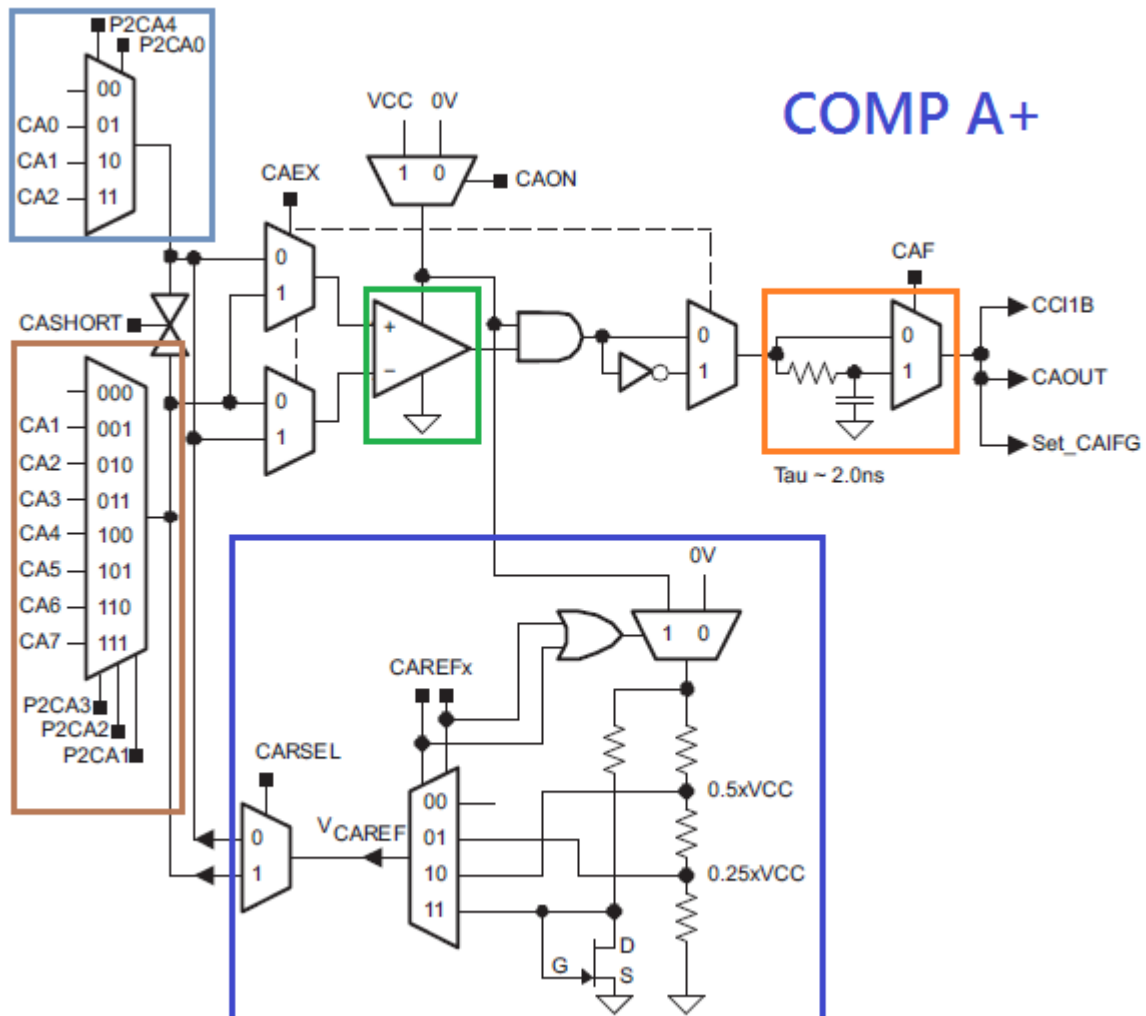 P2CA4
P2CA0
00
CA0 01
CA1 10
CA2 11
VCC 0V
COMP A+
1 0
CAON
CAEX
0
1
CASHORT
+
−
0
1
0
1
CAF
0
1
CCI1B
CAOUT
Set_CAIFG
Tau ~ 2.0ns
000
CA1 001
CA2 010
CA3 011
CA4 100
CA5 101
CA6 110
CA7 111
P2CA3
P2CA2
P2CA1
0V
1 0
CAREFx
CARSEL
0
1
VCAREF
00
01
10
11
0.5xVCC
0.25xVCC
D
G
S